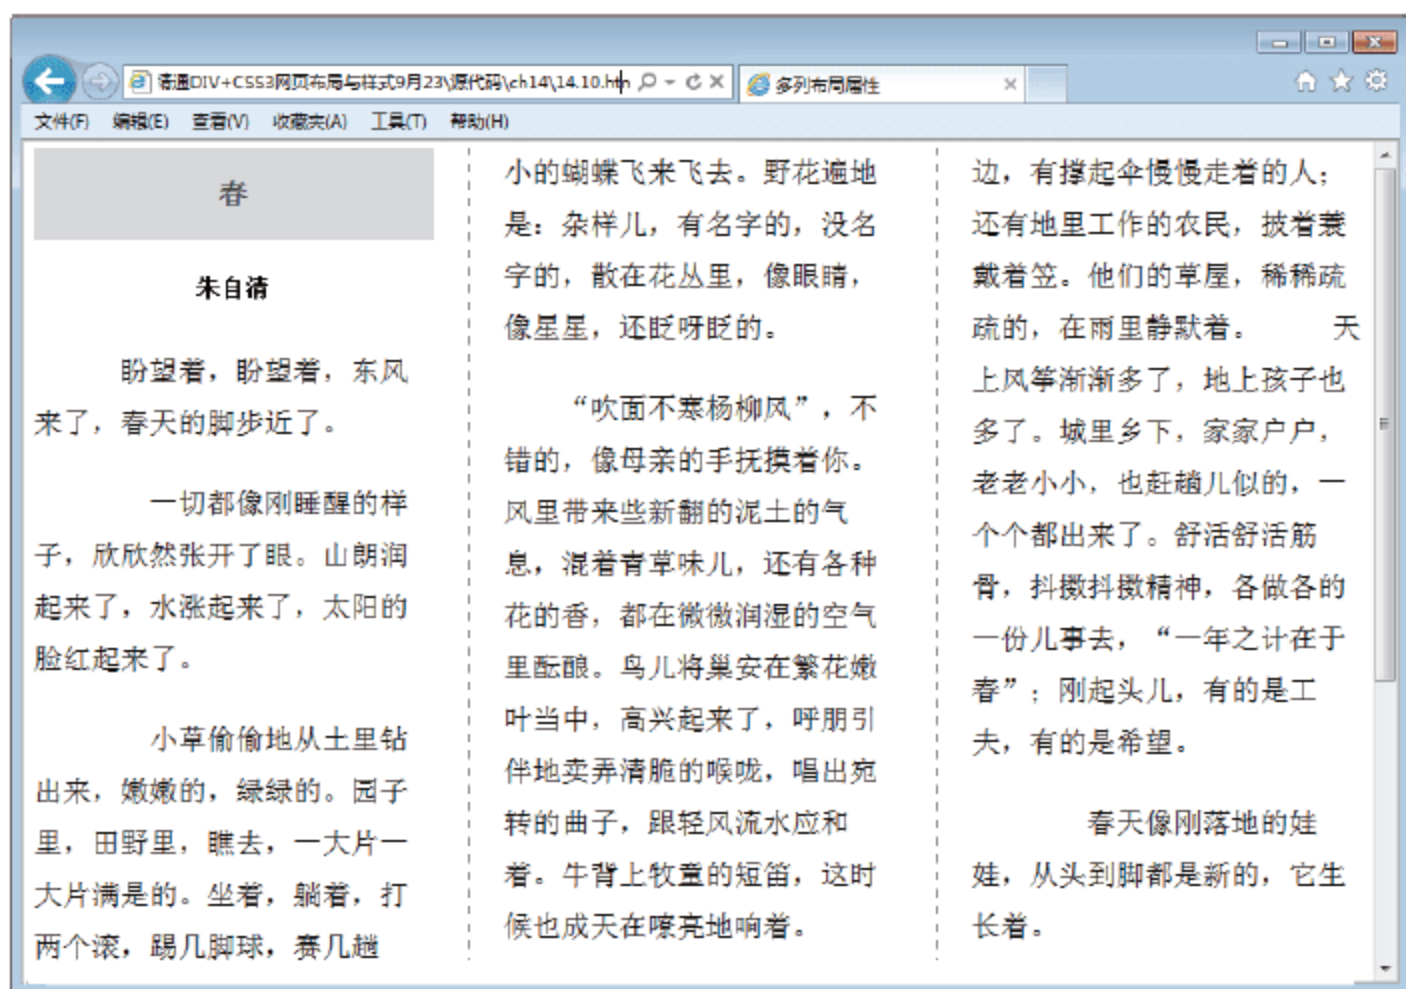 精通DIV+CSS3网页布局与样式9月23\源代码\ch14\14.10.htn
多列布局属性
文件(F) 编辑(E) 查看(V) 收藏夹(A) 工具(T) 帮助(H)
春
朱自清
盼望着，盼望着，东风
来了，春天的脚步近了。
一切都像刚睡醒的样
子，欣欣然张开了眼。山朗润
起来了，水涨起来了，太阳的
脸红起来了。
小草偷偷地从土里钻
出来，嫩嫩的，绿绿的。园子
里，田野里，瞧去，一大片一
大片满是的。坐着，躺着，打
两个滚，踢几脚球，赛几趟
小的蝴蝶飞来飞去。野花遍地
是：杂样儿，有名字的，没名
字的，散在花丛里，像眼睛，
像星星，还眨呀眨的。
“吹面不寒杨柳风”，不
错的，像母亲的手抚摸着你。
风里带来些新翻的泥土的气
息，混着青草味儿，还有各种
花的香，都在微微润湿的空气
里酝酿。鸟儿将巢安在繁花嫩
叶当中，高兴起来了，呼朋引
伴地卖弄清脆的喉咙，唱出宛
转的曲子，跟轻风流水应和
着。牛背上牧童的短笛，这时
候也成天在嘹亮地响着。
边，有撑起伞慢慢走着的人；
还有地里工作的农民，披着蓑
戴着笠。他们的草屋，稀稀疏
疏的，在雨里静默着。 天
上风筝渐渐多了，地上孩子也
多了。城里乡下，家家户户，
老老小小，也赶趟儿似的，一
个个都出来了。舒活舒活筋
骨，抖擞抖擞精神，各做各的
一份儿事去，“一年之计在于
春”；刚起头儿，有的是工
夫，有的是希望。
春天像刚落地的娃
娃，从头到脚都是新的，它生
长着。